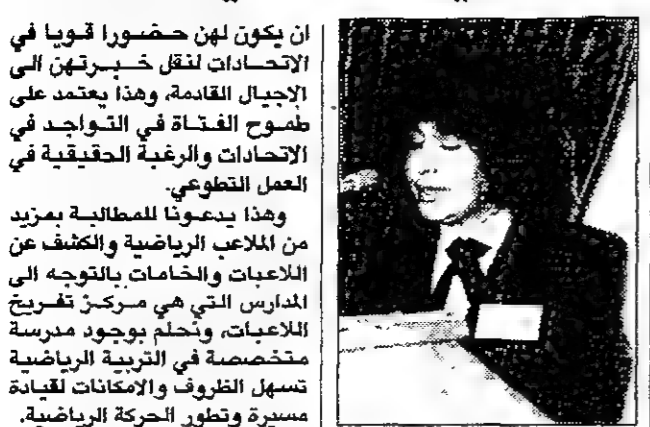 ان يكون لهن حضورا قويا في
الاتحادات لنقل خبرتهن الى
الاجيال القادمة، وهذا يعتمد على
طموح الفتاة في التواجد في
الاتحادات والرغبة الحقيقية في
العمل التطوعي.
وهذا يدعونا للمطالبة بمزيد
من الملاعب الرياضية والكشف عن
اللاعبات والخامات بالتوجه الى
المدارس التي هي مركز تفريخ
اللاعبات، ونحلم بوجود مدرسة
متخصصة في التربية الرياضية
تسهل الظروف والامكانات لقيادة
مسيرة وتطور الحركة الرياضية.